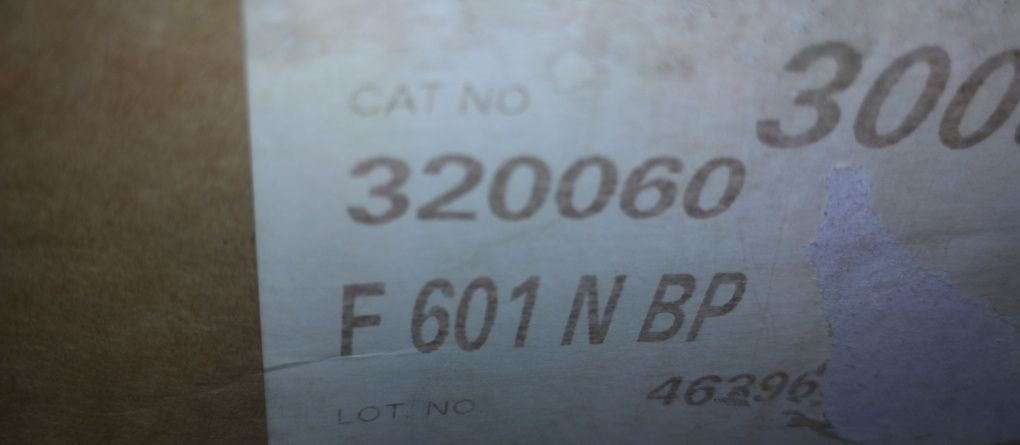 CAT NO
300
320060
F 601 N BP
46296
LOT. NO